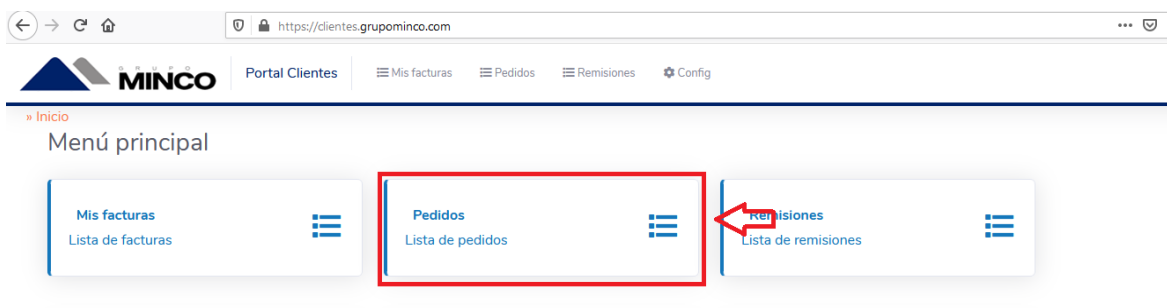 https://clientes.grupominco.com
GRUPO
MINCO
Portal Clientes
Mis facturas
Pedidos
Remisiones
Config
» Inicio
Menú principal
Mis facturas
Lista de facturas
Pedidos
Lista de pedidos
Remisiones
Lista de remisiones